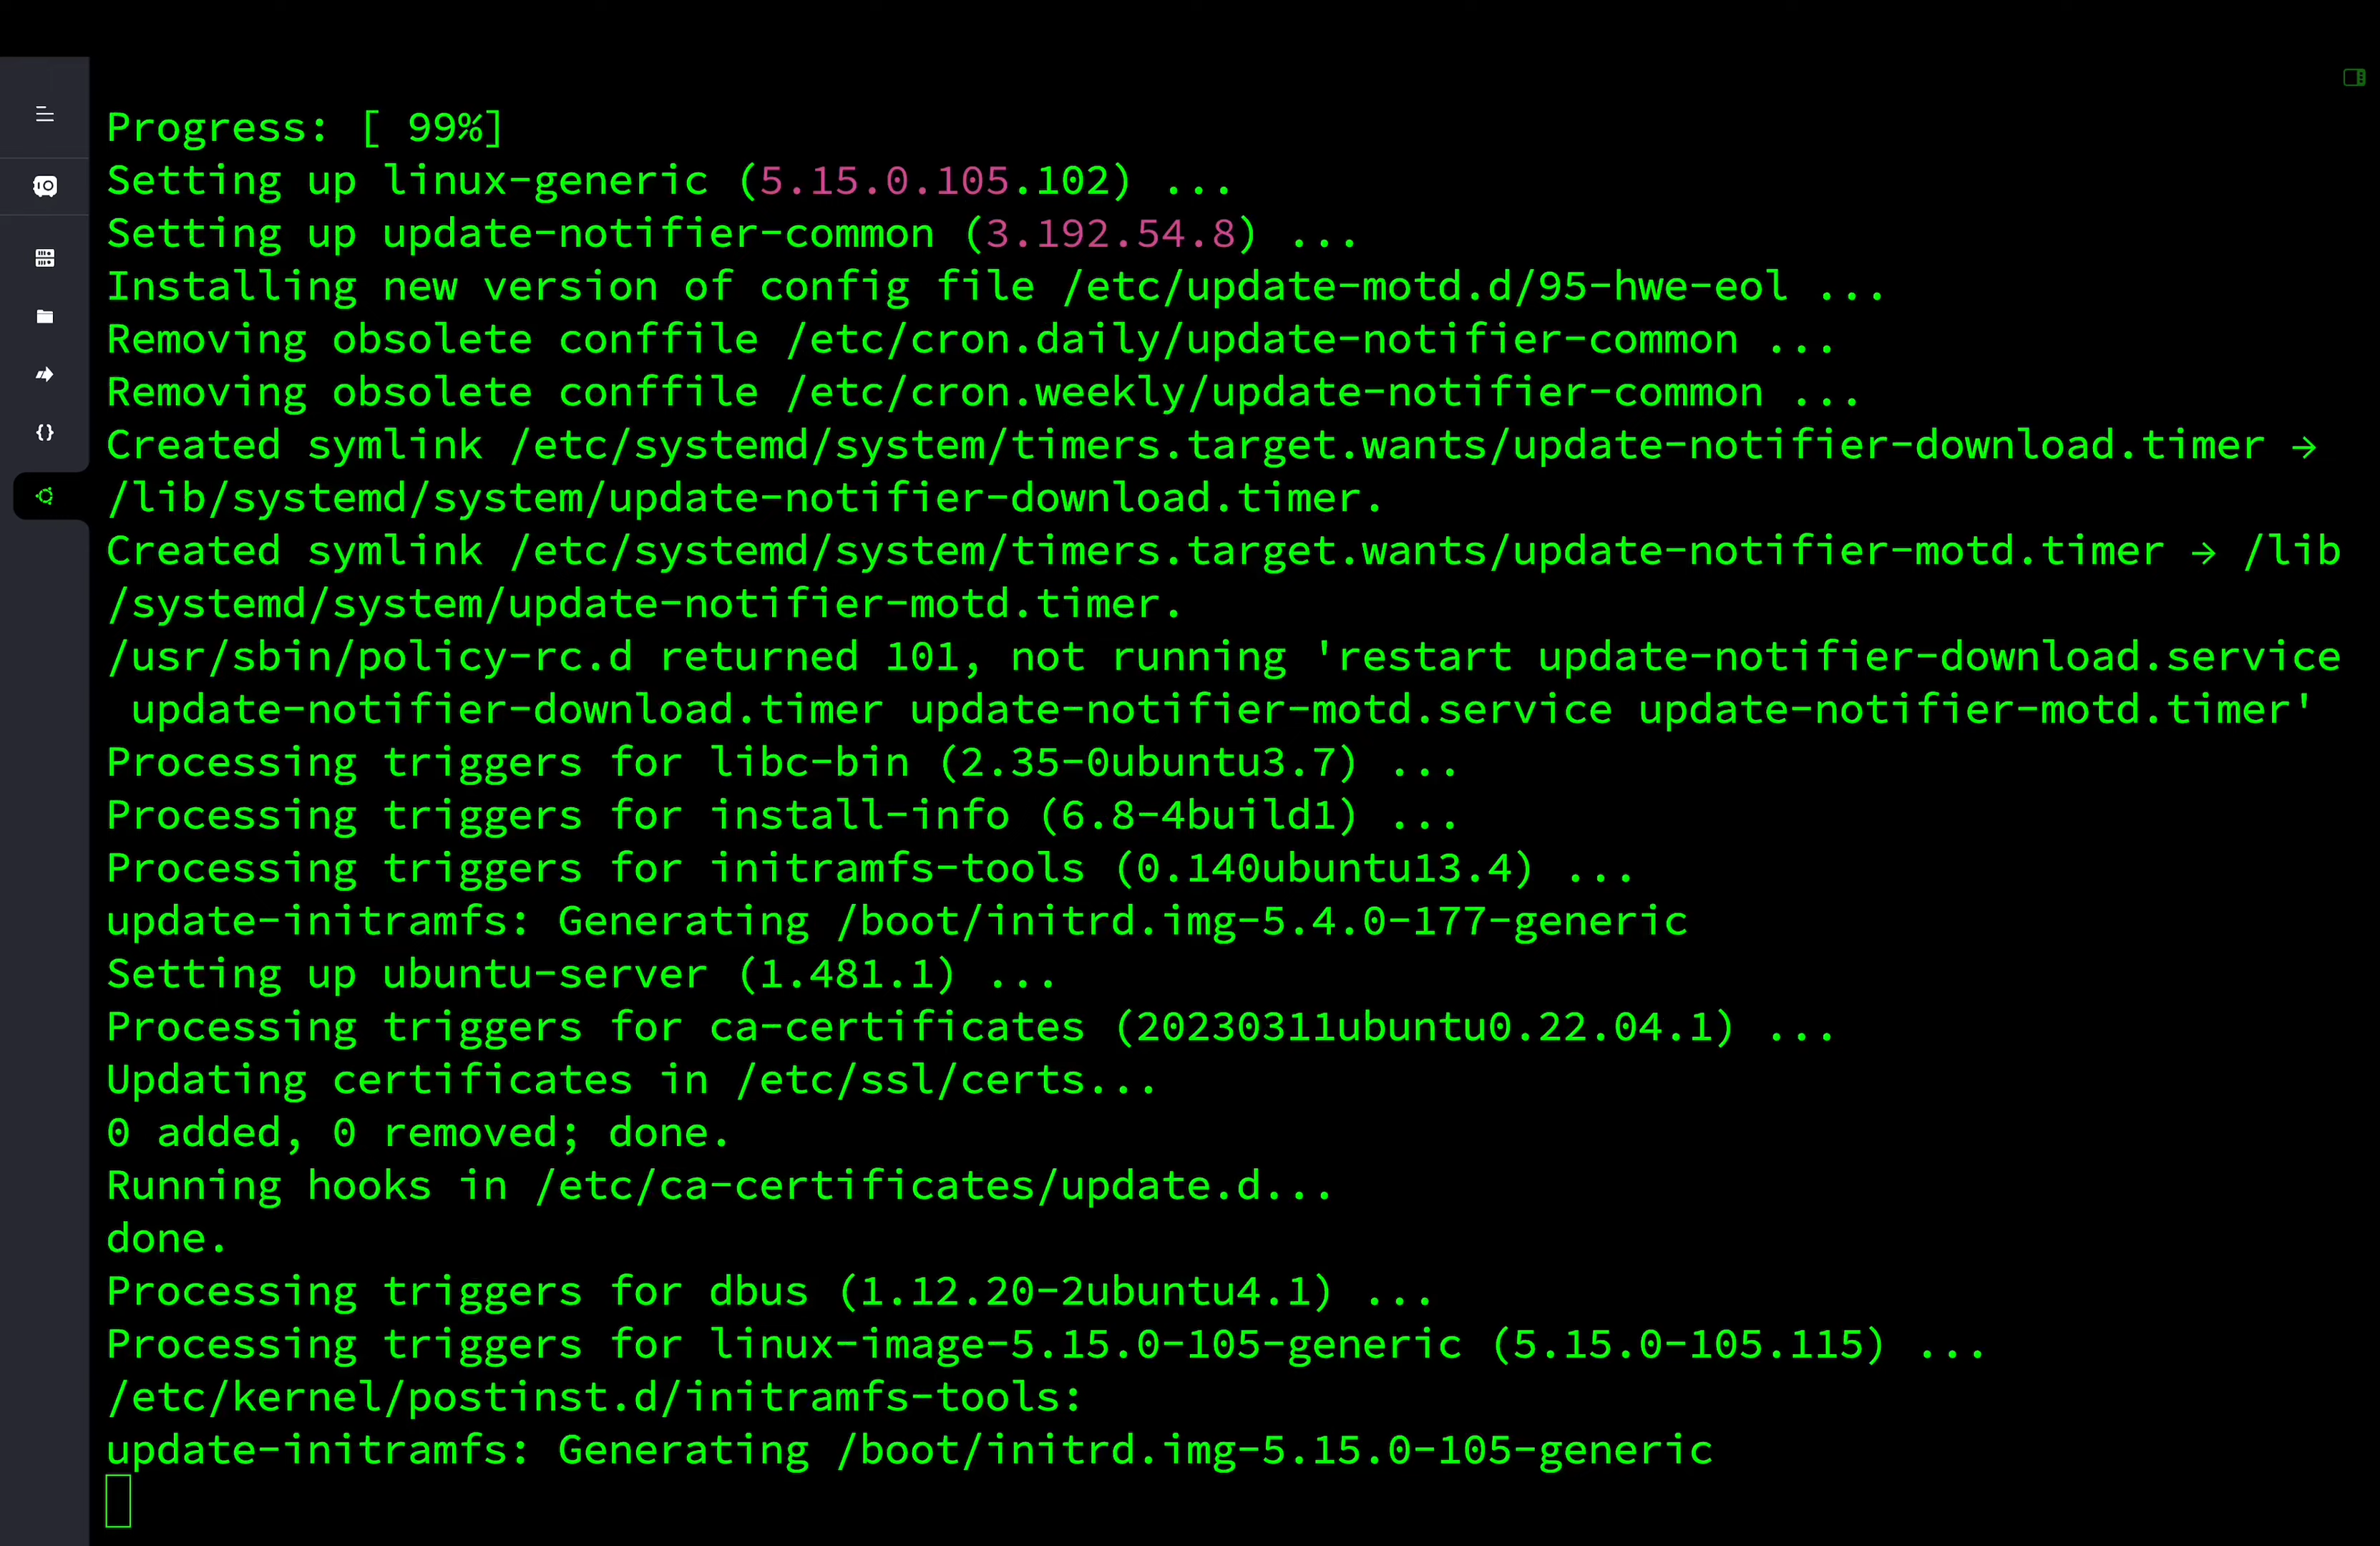 Progress: [ 99%]
Setting up linux-generic (5.15.0.105.102) ...
Setting up update-notifier-common (3.192.54.8) ...
Installing new version of config file /etc/update-motd.d/95-hwe-eol ...
Removing obsolete conffile /etc/cron.daily/update-notifier-common ...
Removing obsolete conffile /etc/cron.weekly/update-notifier-common ...
Created symlink /etc/systemd/system/timers.target.wants/update-notifier-download.timer →
/lib/systemd/system/update-notifier-download.timer.
Created symlink /etc/systemd/system/timers.target.wants/update-notifier-motd.timer → /lib
/systemd/system/update-notifier-motd.timer.
/usr/sbin/policy-rc.d returned 101, not running 'restart update-notifier-download.service
 update-notifier-download.timer update-notifier-motd.service update-notifier-motd.timer'
Processing triggers for libc-bin (2.35-0ubuntu3.7) ...
Processing triggers for install-info (6.8-4build1) ...
Processing triggers for initramfs-tools (0.140ubuntu13.4) ...
update-initramfs: Generating /boot/initrd.img-5.4.0-177-generic
Setting up ubuntu-server (1.481.1) ...
Processing triggers for ca-certificates (20230311ubuntu0.22.04.1) ...
Updating certificates in /etc/ssl/certs...
0 added, 0 removed; done.
Running hooks in /etc/ca-certificates/update.d...
done.
Processing triggers for dbus (1.12.20-2ubuntu4.1) ...
Processing triggers for linux-image-5.15.0-105-generic (5.15.0-105.115) ...
/etc/kernel/postinst.d/initramfs-tools:
update-initramfs: Generating /boot/initrd.img-5.15.0-105-generic